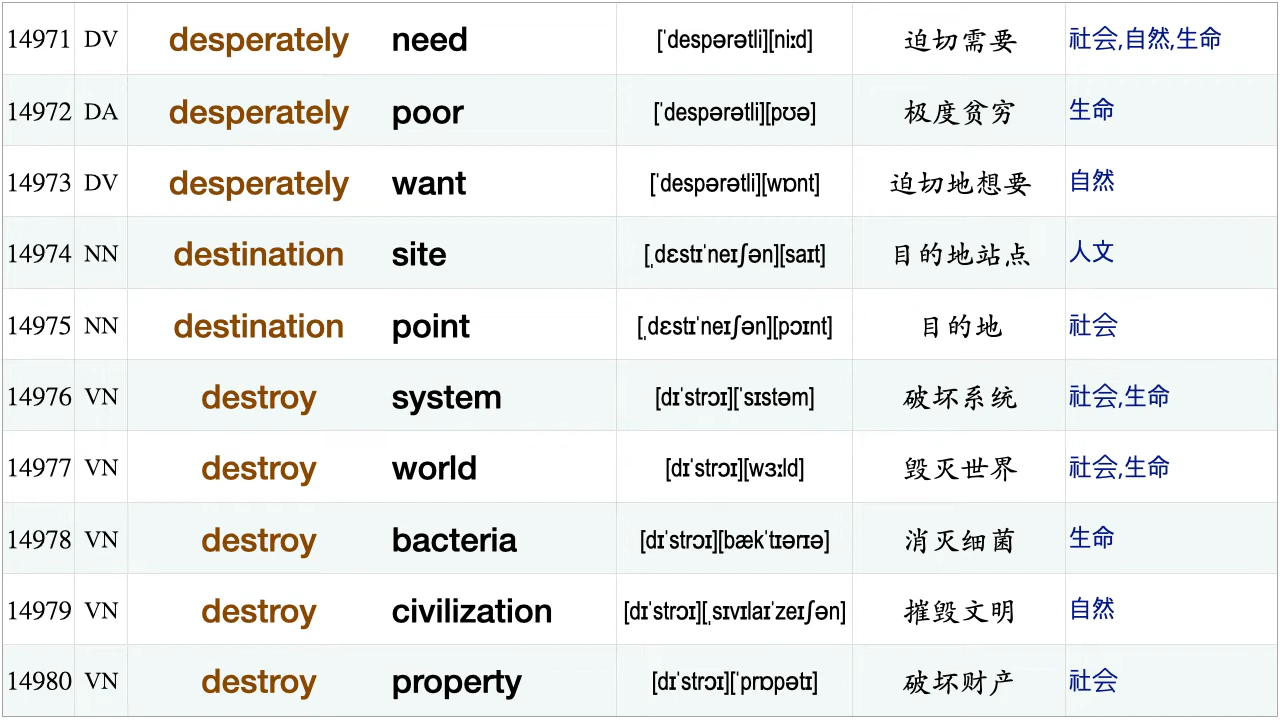 14971 DV desperately need [ˈdespərətli][niːd] 迫切需要 社会,自然,生命
14972 DA desperately poor [ˈdespərətli][pʊə] 极度贫穷 生命
14973 DV desperately want [ˈdespərətli][wɒnt] 迫切地想要 自然
14974 NN destination site [ˌdɛstɪˈneɪʃən][saɪt] 目的地站点 人文
14975 NN destination point [ˌdɛstɪˈneɪʃən][pɔɪnt] 目的地 社会
14976 VN destroy system [dɪˈstrɔɪ][ˈsɪstəm] 破坏系统 社会,生命
14977 VN destroy world [dɪˈstrɔɪ][wɜːld] 毁灭世界 社会,生命
14978 VN destroy bacteria [dɪˈstrɔɪ][bækˈtɪərɪə] 消灭细菌 生命
14979 VN destroy civilization [dɪˈstrɔɪ][ˌsɪvɪlaɪˈzeɪʃən] 摧毁文明 自然
14980 VN destroy property [dɪˈstrɔɪ][ˈprɒpətɪ] 破坏财产 社会